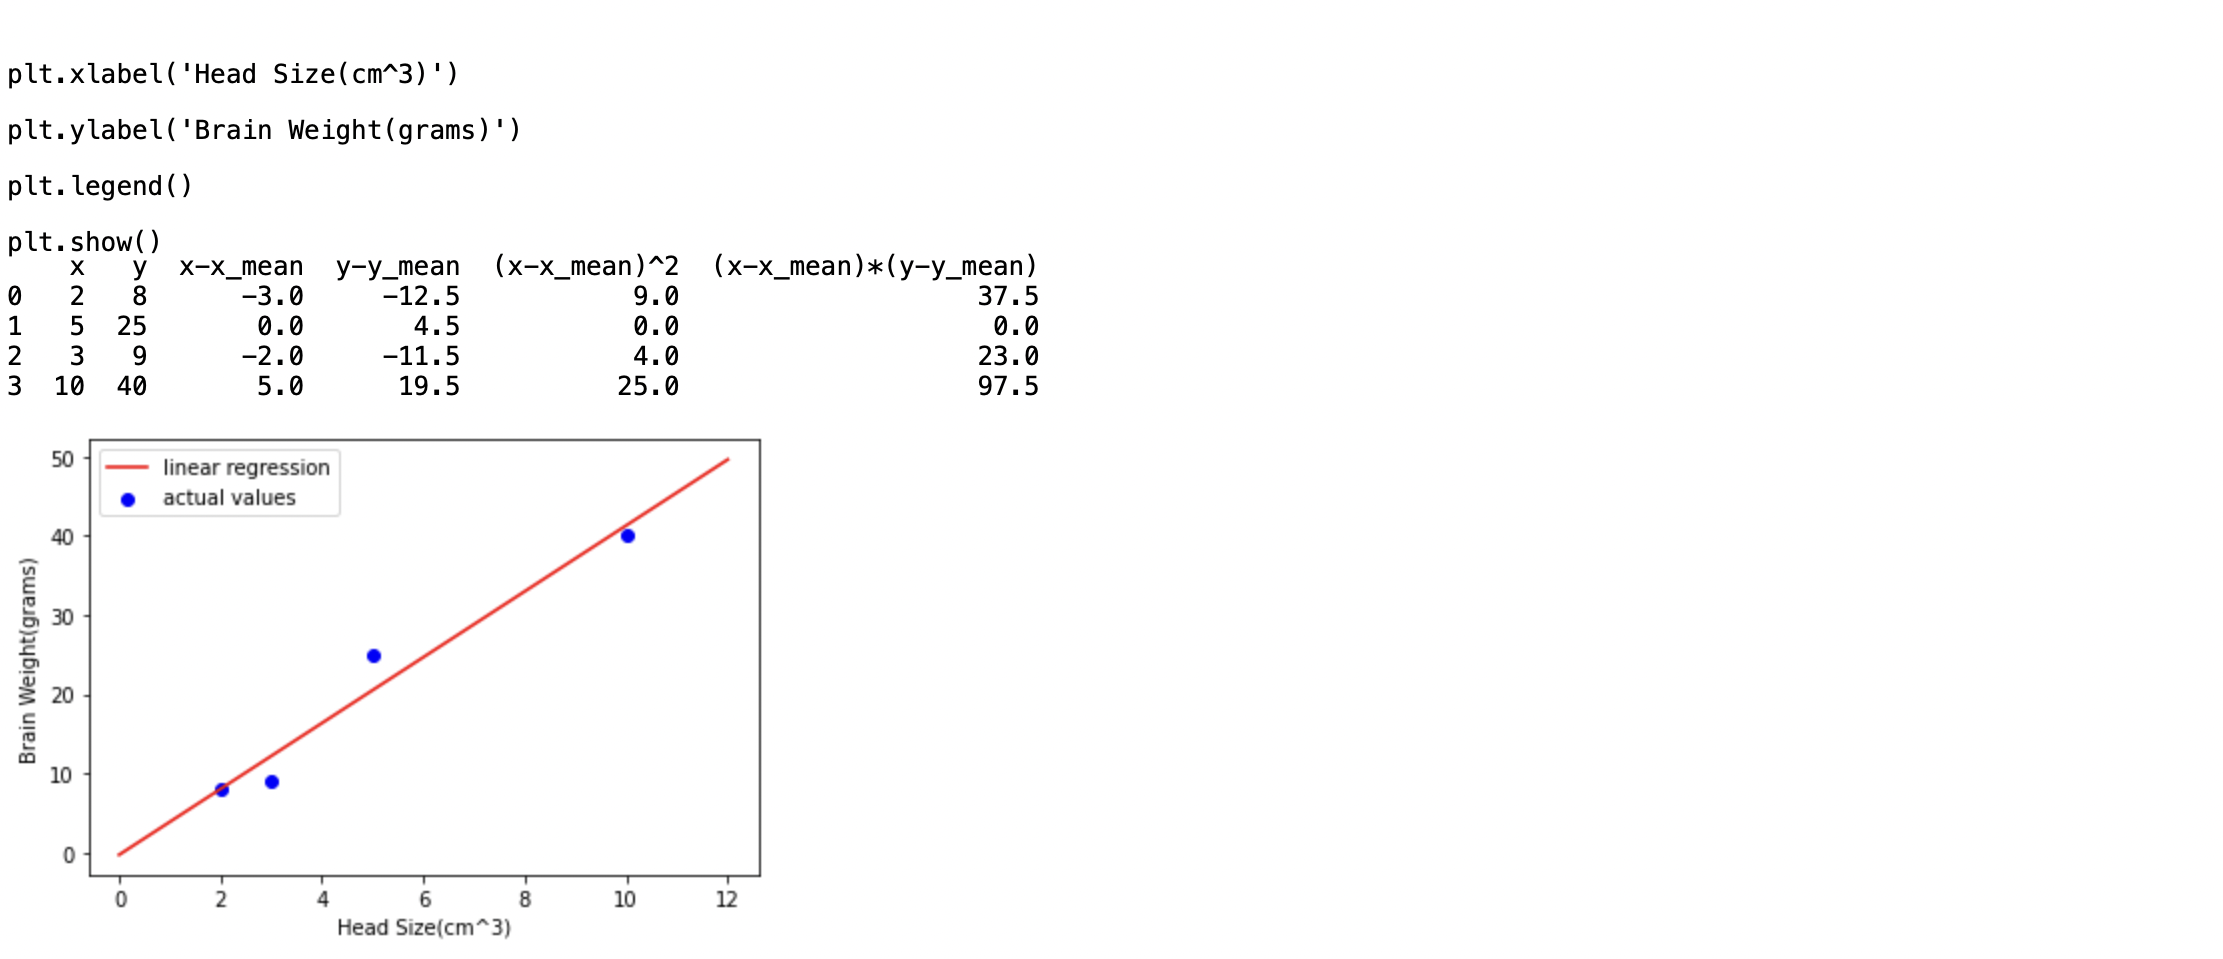 plt.xlabel('Head Size(cm^3)')
plt.ylabel('Brain Weight(grams)')
plt.legend()
plt.show()
x y x-x_mean y-y_mean (x-x_mean)^2 (x-x_mean)*(y-y_mean)
0 2 8 -3.0 -12.5 9.0 37.5
1 5 25 0.0 4.5 0.0 0.0
2 3 9 -2.0 -11.5 4.0 23.0
3 10 40 5.0 19.5 25.0 97.5
linear regression
actual values
50
40
30
20
10
0
Brain Weight(grams)
0 2 4 6 8 10 12
Head Size(cm^3)